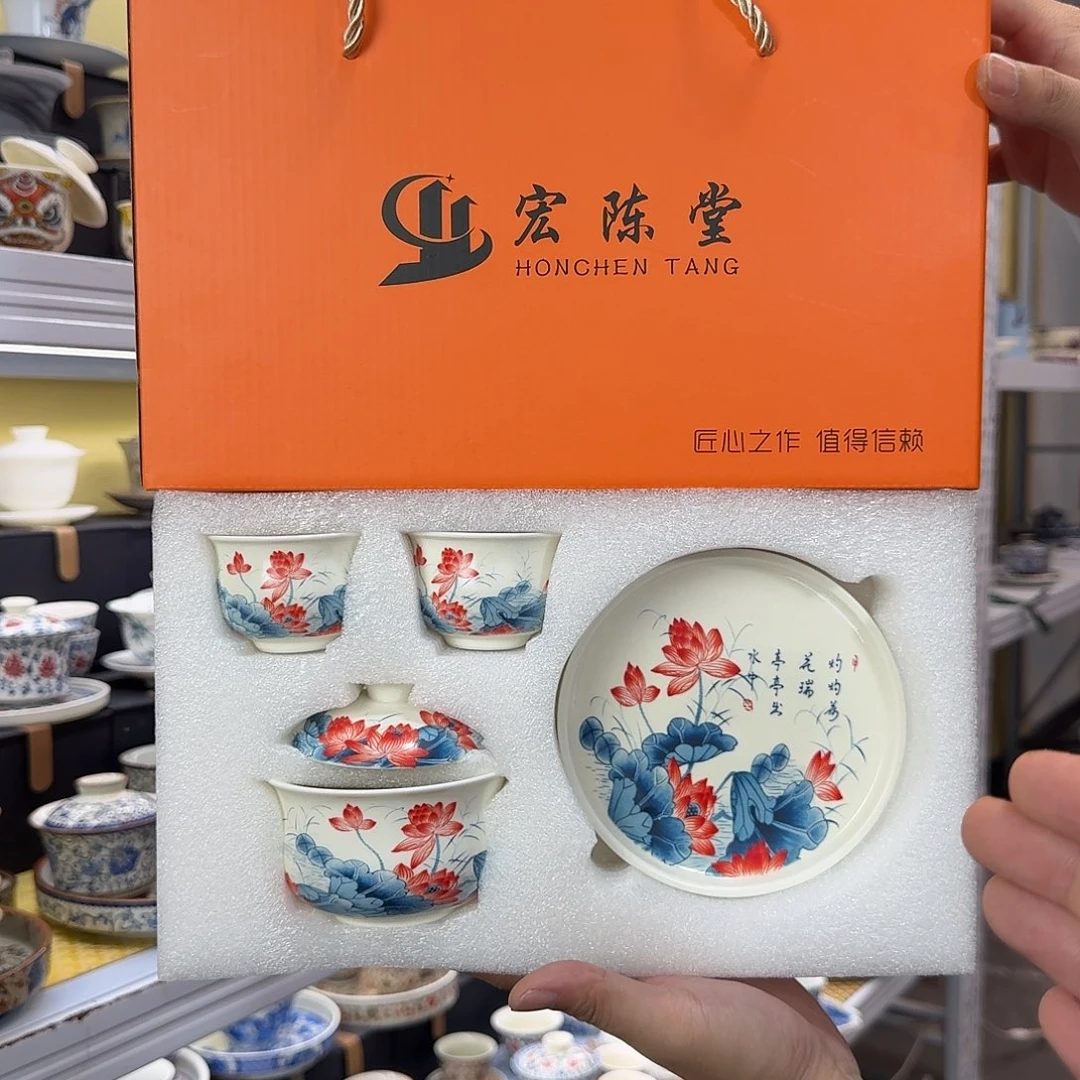 宏陈堂
HONCHEN TANG
匠心之作 值得信赖
灼灼荷
花瑞
亭亭出
水中